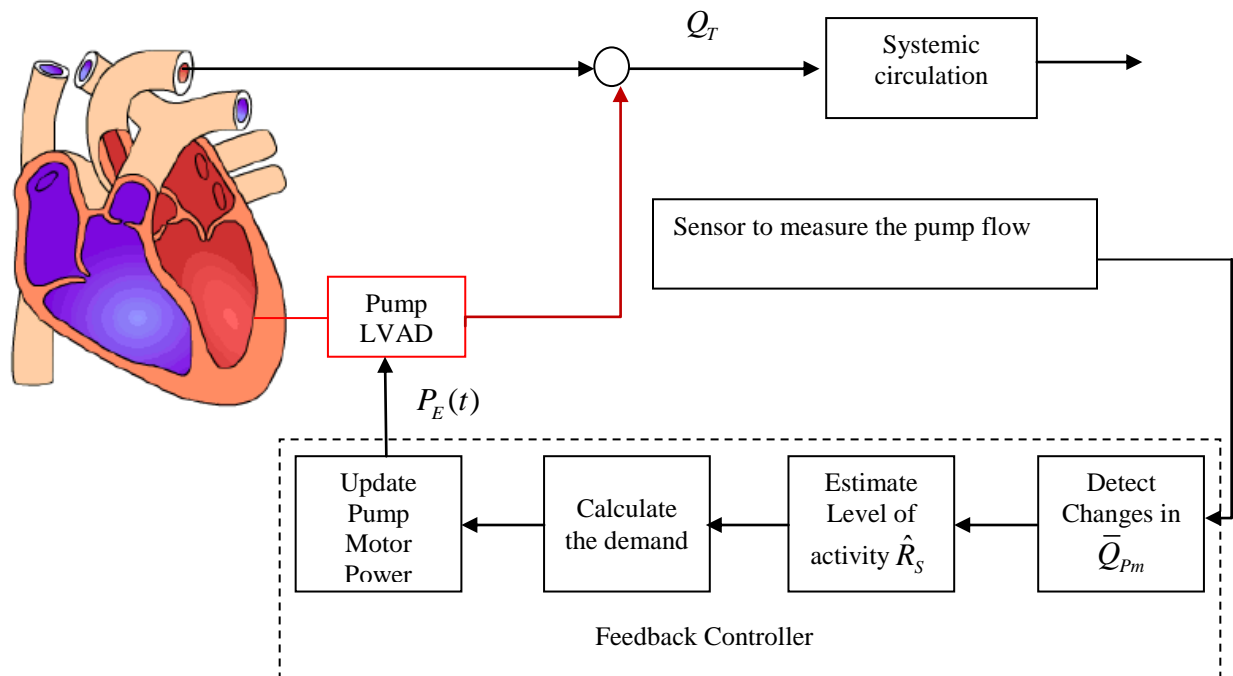 Q_T
Systemic
circulation
Sensor to measure the pump flow
Pump
LVAD
P_E(t)
Update
Pump
Motor
Power
Calculate
the demand
Estimate
Level of
activity R̂_S
Detect
Changes in
Q̄_Pm
Feedback Controller